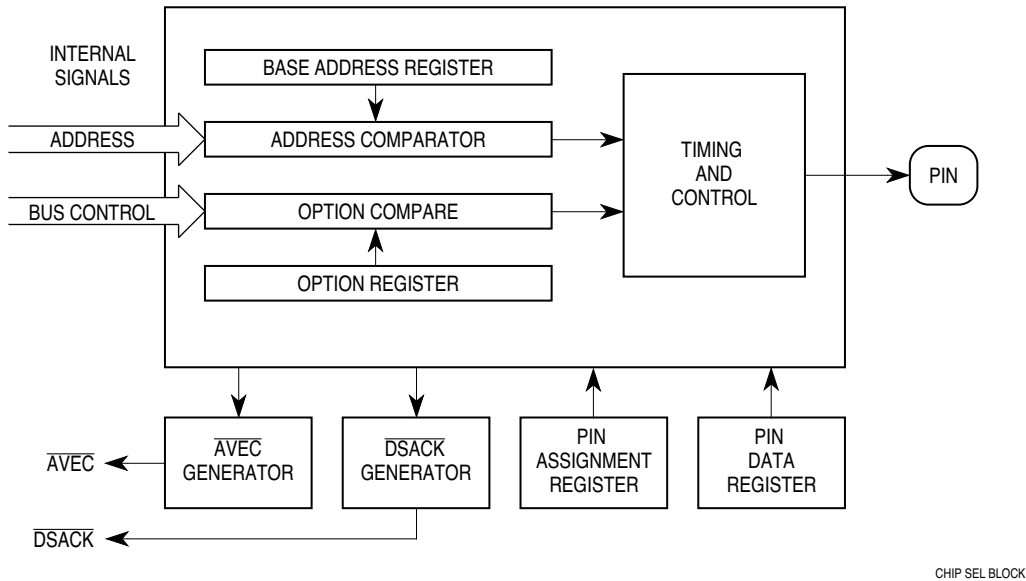 INTERNAL
SIGNALS
BASE ADDRESS REGISTER
ADDRESS
ADDRESS COMPARATOR
TIMING
AND
CONTROL
PIN
BUS CONTROL
OPTION COMPARE
OPTION REGISTER
AVEC
GENERATOR
DSACK
GENERATOR
PIN
ASSIGNMENT
REGISTER
PIN
DATA
REGISTER
AVEC
DSACK
CHIP SEL BLOCK